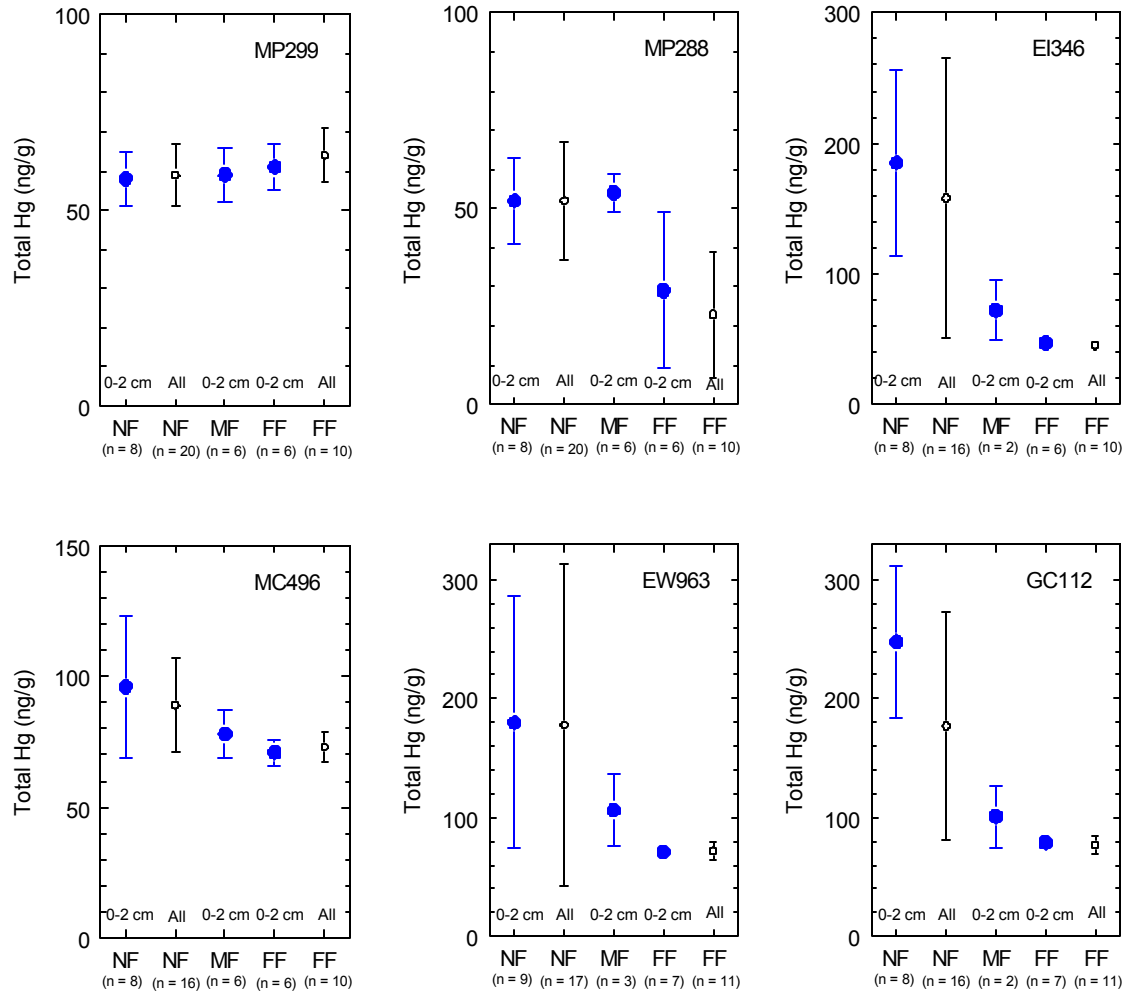 100
MP299
50
0
Total Hg (ng/g)
0-2 cm All 0-2 cm 0-2 cm All
NF NF MF FF FF
(n = 8) (n = 20) (n = 6) (n = 6) (n = 10)
100
MP288
50
0
Total Hg (ng/g)
0-2 cm All 0-2 cm 0-2 cm All
NF NF MF FF FF
(n = 8) (n = 20) (n = 6) (n = 6) (n = 10)
300
EI346
200
100
0
Total Hg (ng/g)
0-2 cm All 0-2 cm 0-2 cm All
NF NF MF FF FF
(n = 8) (n = 16) (n = 2) (n = 6) (n = 10)
150
MC496
100
50
0
Total Hg (ng/g)
0-2 cm All 0-2 cm 0-2 cm All
NF NF MF FF FF
(n = 8) (n = 16) (n = 6) (n = 6) (n = 10)
300
EW963
200
100
0
Total Hg (ng/g)
0-2 cm All 0-2 cm 0-2 cm All
NF NF MF FF FF
(n = 9) (n = 17) (n = 3) (n = 7) (n = 11)
300
GC112
200
100
0
Total Hg (ng/g)
0-2 cm All 0-2 cm 0-2 cm All
NF NF MF FF FF
(n = 8) (n = 16) (n = 2) (n = 7) (n = 11)